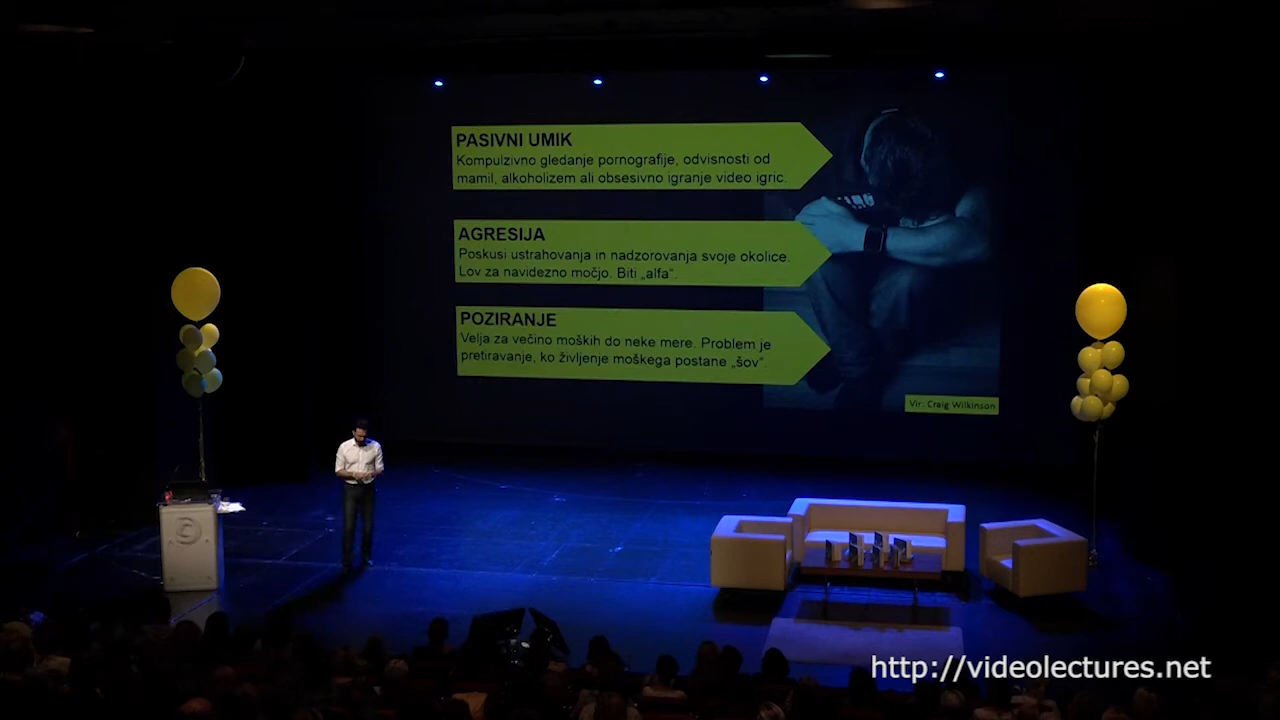 PASIVNI UMIK
Kompulzivno gledanje pornografije, odvisnosti od
mamil, alkoholizem ali obsesivno igranje video igric.
AGRESIJA
Poskusi ustrahovanja in nadzorovanja svoje okolice.
Lov za navidezno močjo. Biti „alfa“.
POZIRANJE
Velja za večino moških do neke mere. Problem je
pretiravanje, ko življenje moškega postane „šov“.
Vir: Craig Wilkinson
http://videolectures.net